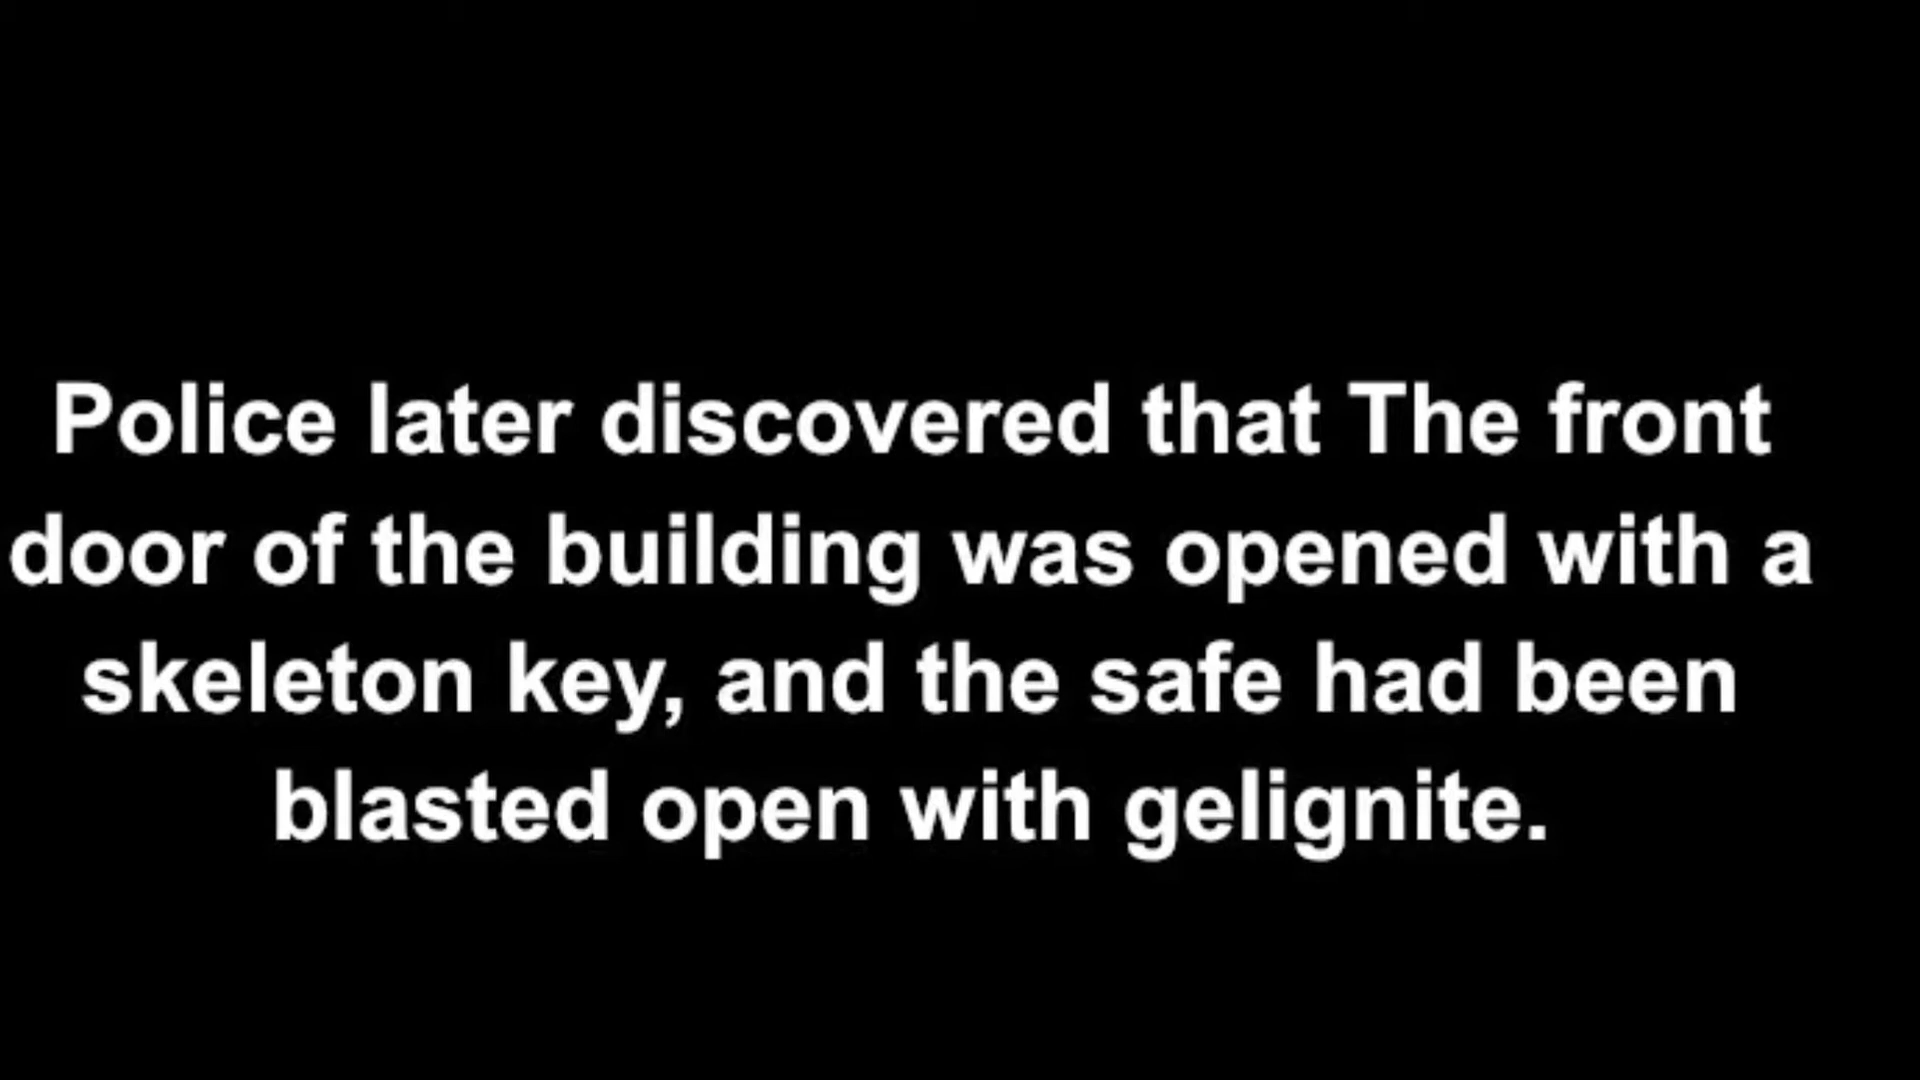 Police later discovered that The front
door of the building was opened with a
skeleton key, and the safe had been
blasted open with gelignite.